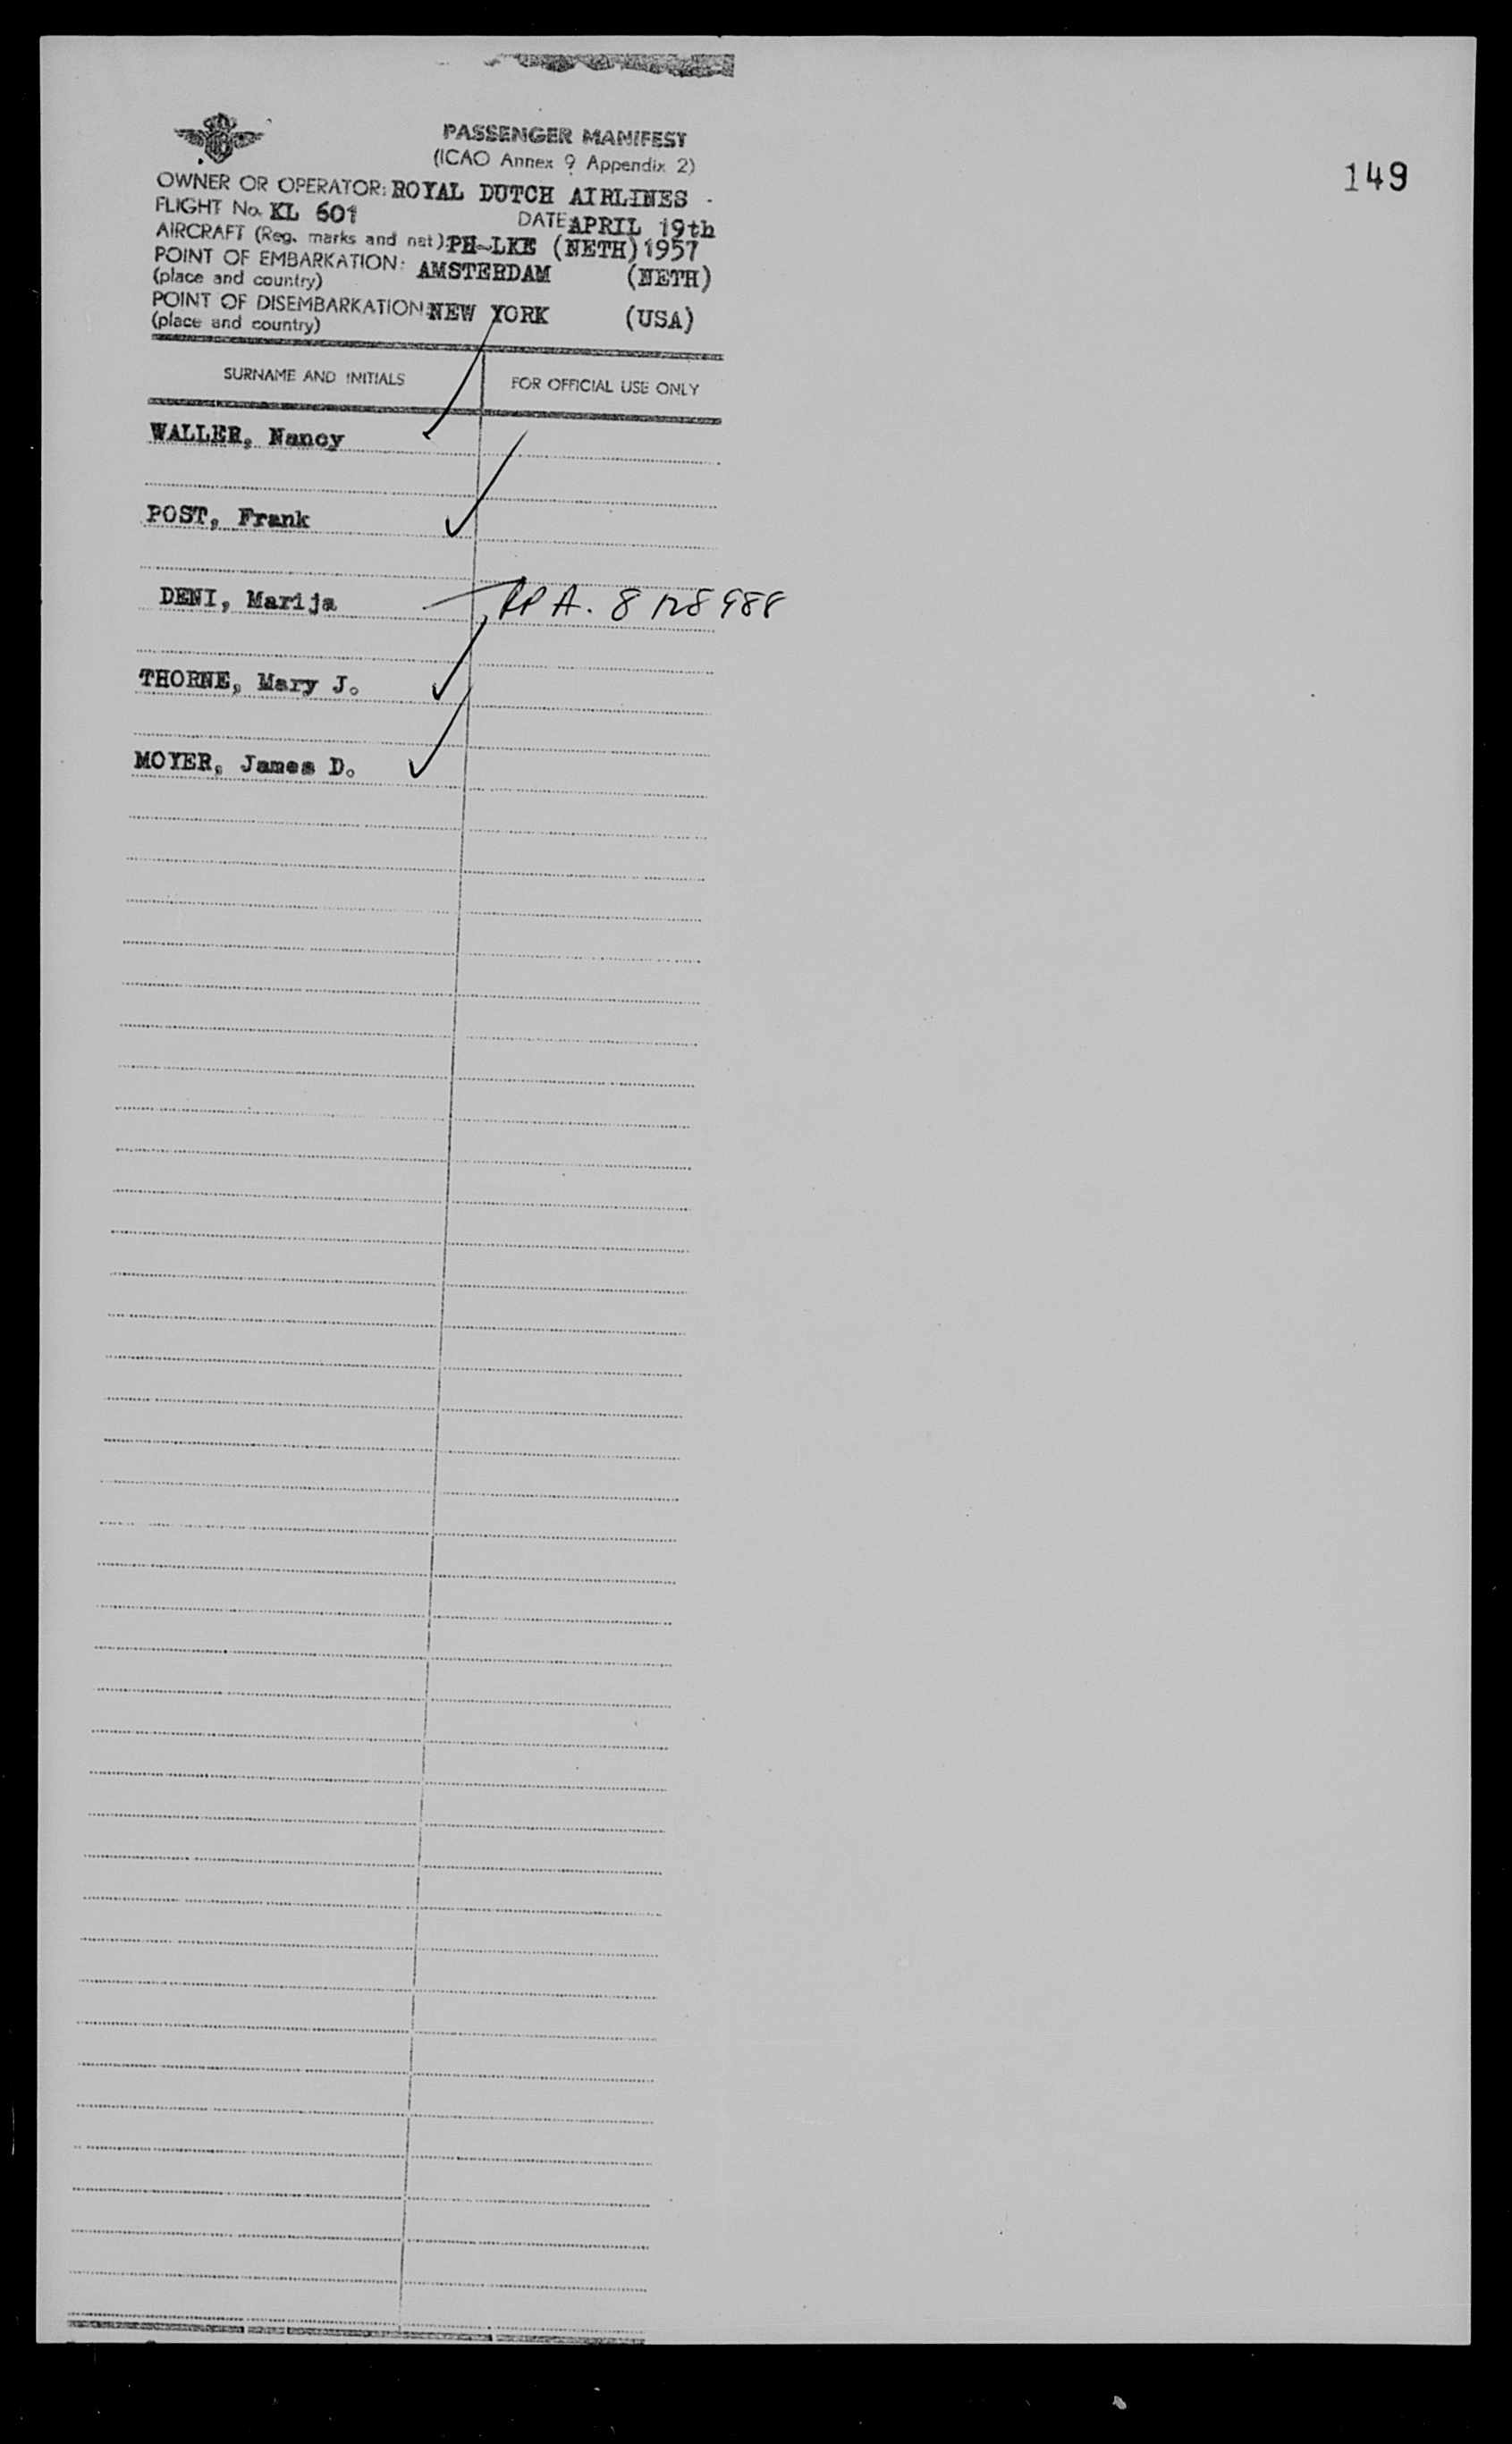 PASSENGER MANIFEST
(ICAO Annex 9 Appendix 2)
149
OWNER OR OPERATOR: ROYAL DUTCH AIRLINES -
FLIGHT No. KL 601 DATE APRIL 19th
AIRCRAFT (Reg. marks and nat): PH-LKE (NETH) 1957
POINT OF EMBARKATION: AMSTERDAM (NETH)
(place and country)
POINT OF DISEMBARKATION: NEW YORK (USA)
(place and country)
SURNAME AND INITIALS FOR OFFICIAL USE ONLY
WALLER, Nancy
POST, Frank
DENI, Marija A. 8 128 988
THORNE, Mary J.
MOYER, James D.